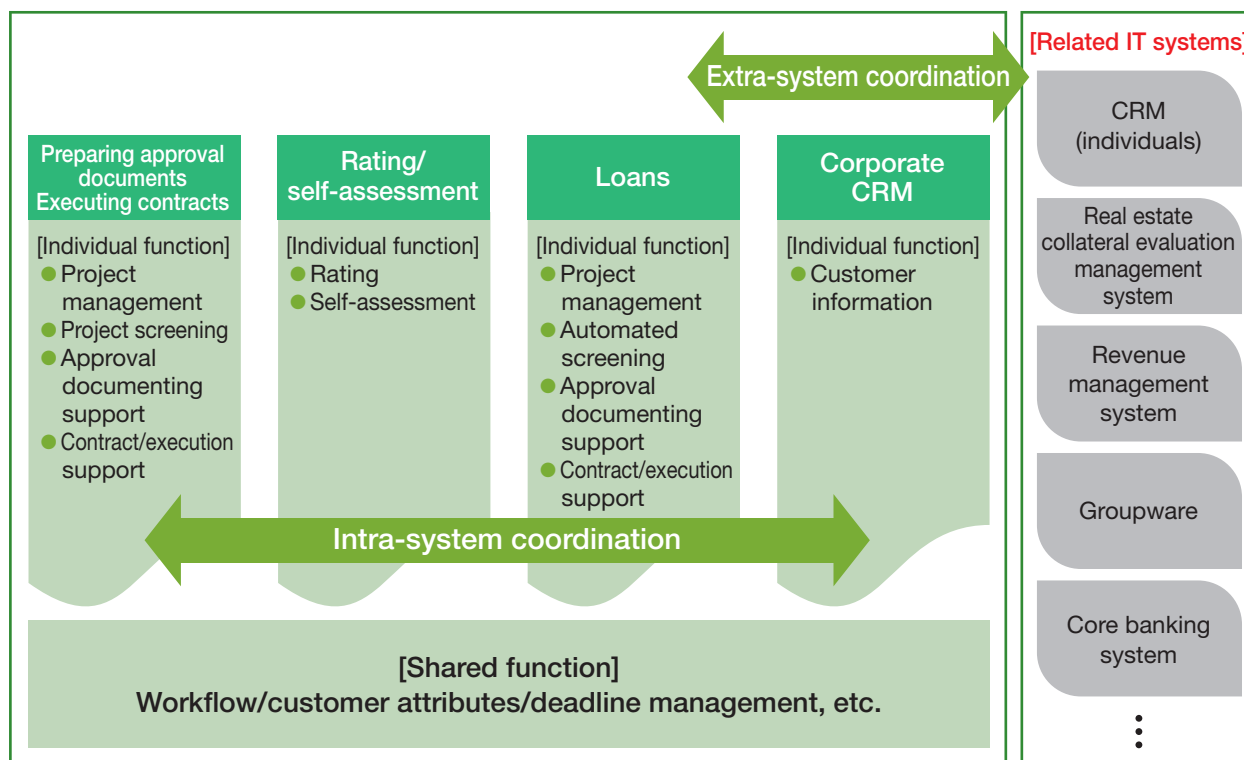 Extra-system coordination
[Related IT systems]
CRM
(individuals)
Real estate
collateral evaluation
management
system
Revenue
management
system
Groupware
Core banking
system
Preparing approval
documents
Executing contracts
[Individual function]
● Project
management
● Project screening
● Approval
documenting
support
● Contract/execution
support
Rating/
self-assessment
[Individual function]
● Rating
● Self-assessment
Loans
[Individual function]
● Project
management
● Automated
screening
● Approval
documenting
support
● Contract/execution
support
Corporate
CRM
[Individual function]
● Customer
information
Intra-system coordination
[Shared function]
Workflow/customer attributes/deadline management, etc.